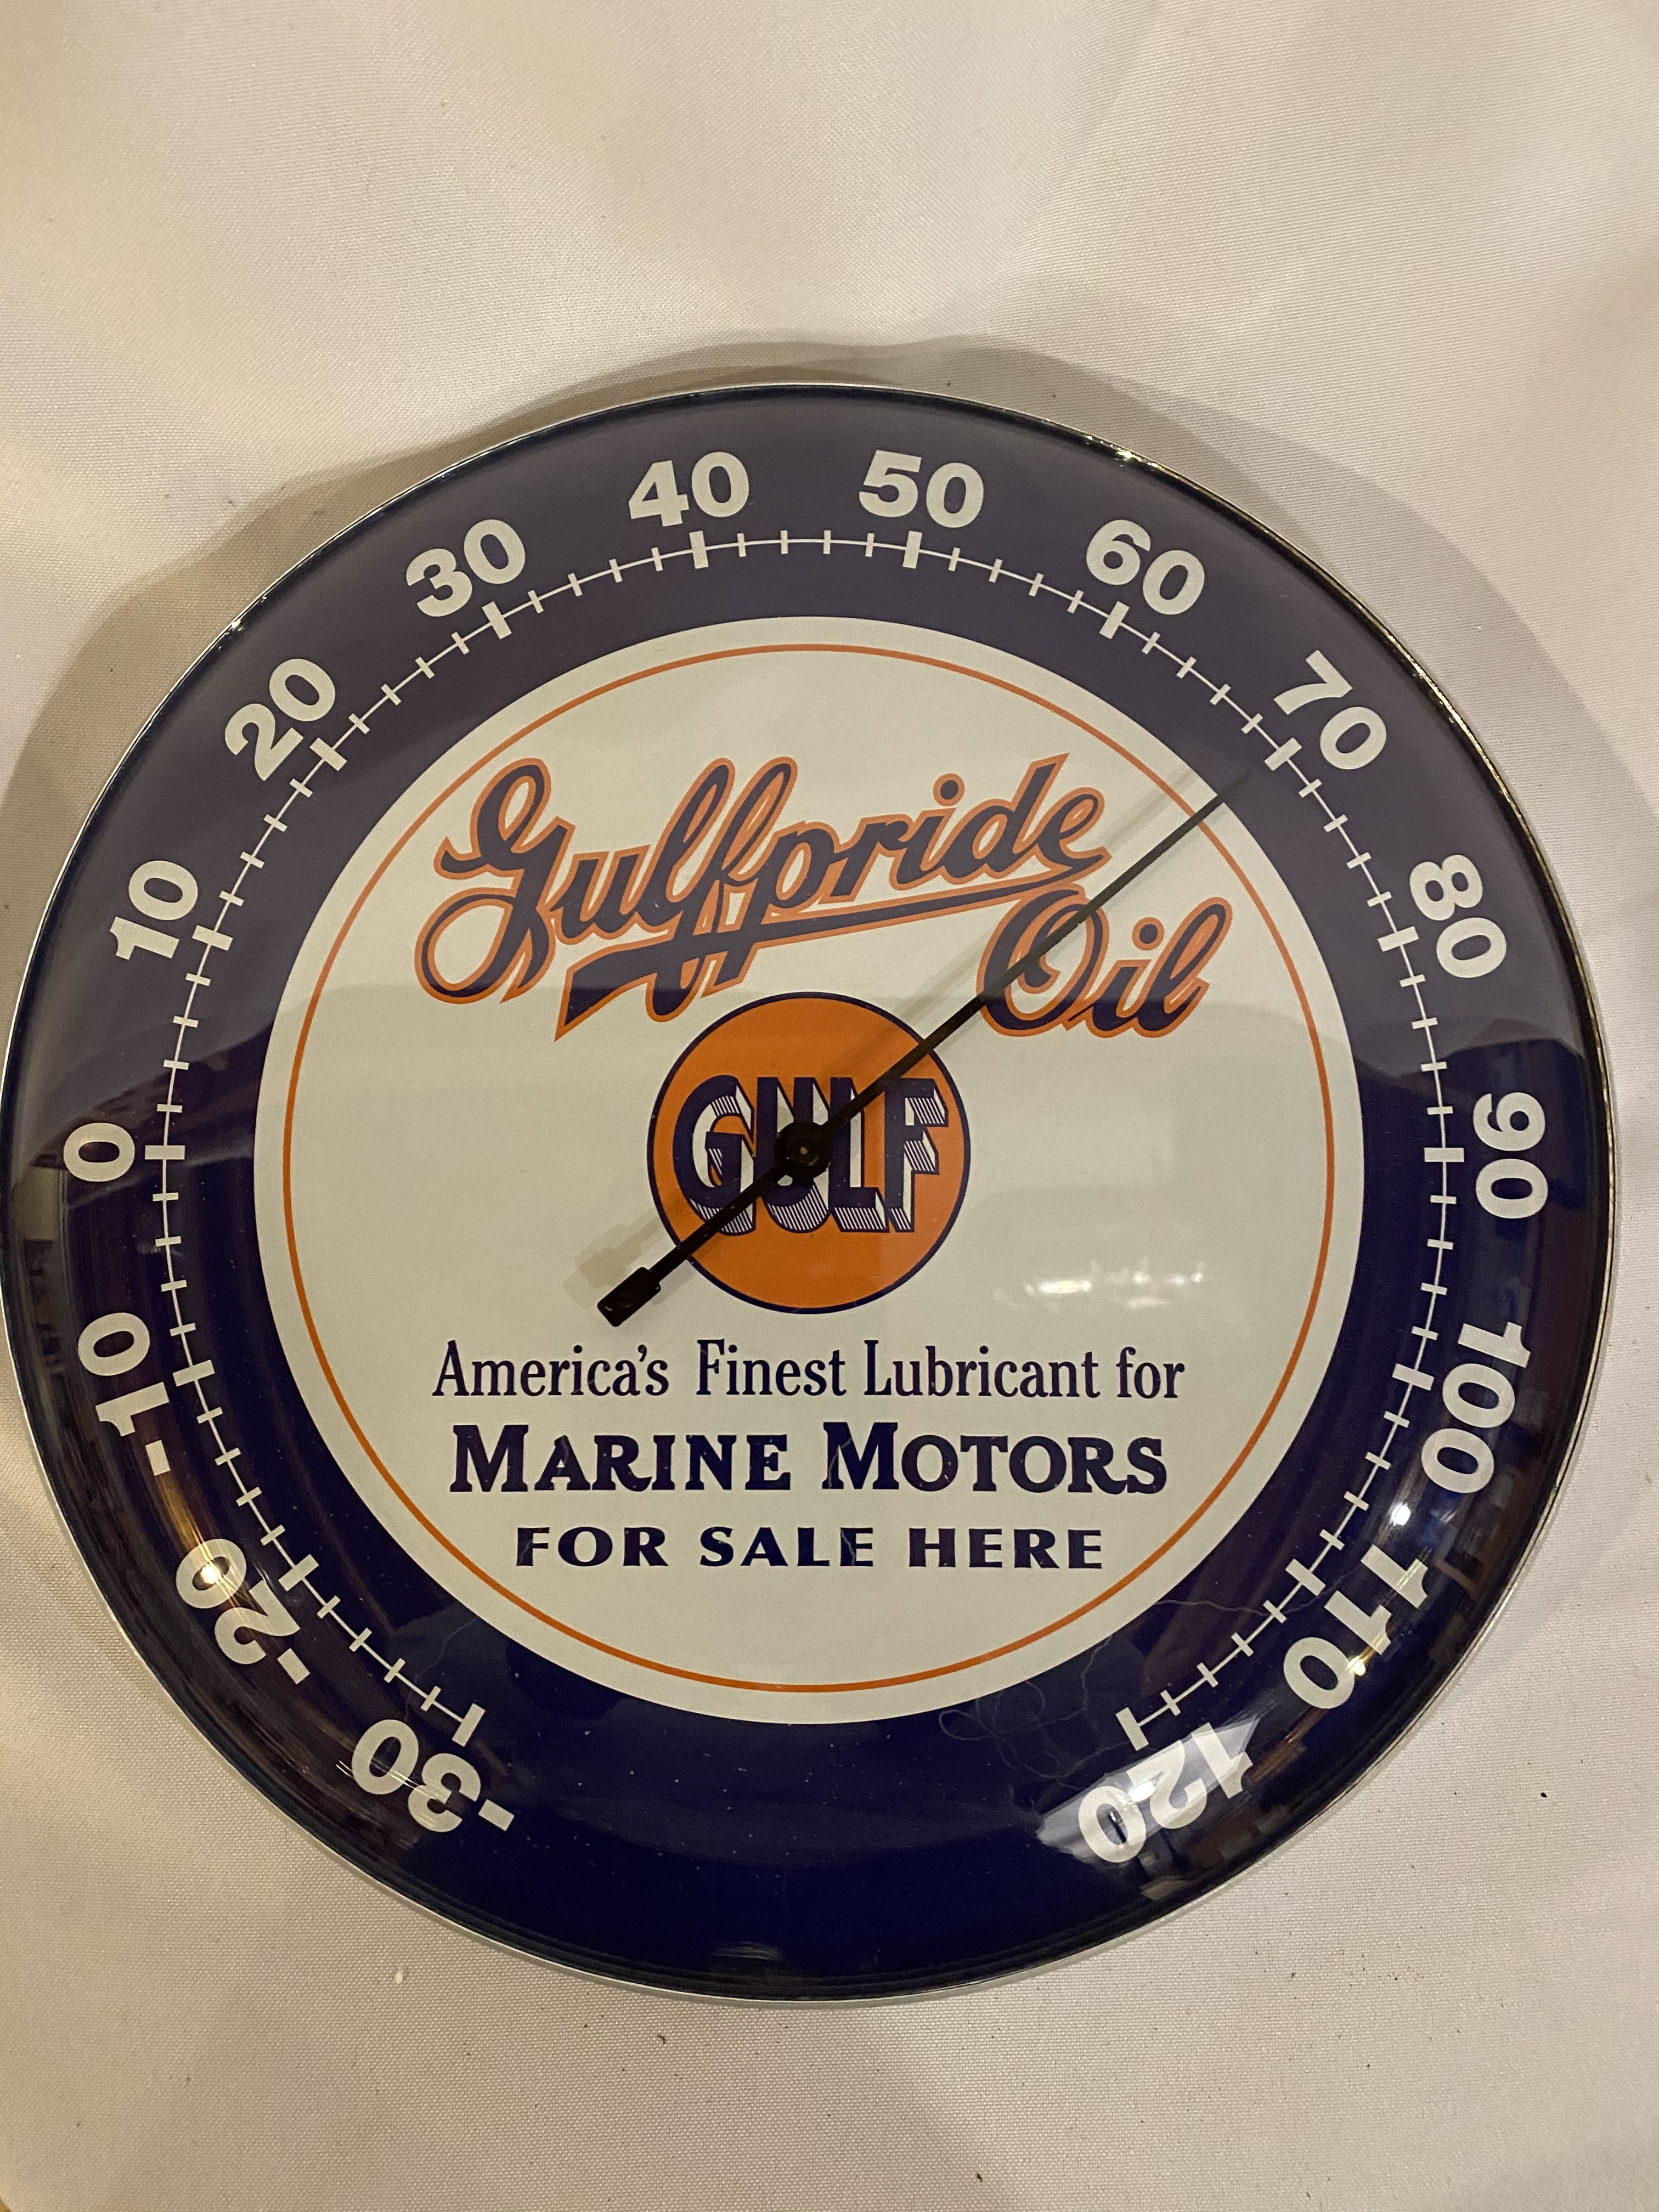 -30
-20
-10
0
10
20
30
40
50
60
70
80
90
100
110
120
Gulfpride
Oil
GULF
America's Finest Lubricant for
MARINE MOTORS
FOR SALE HERE